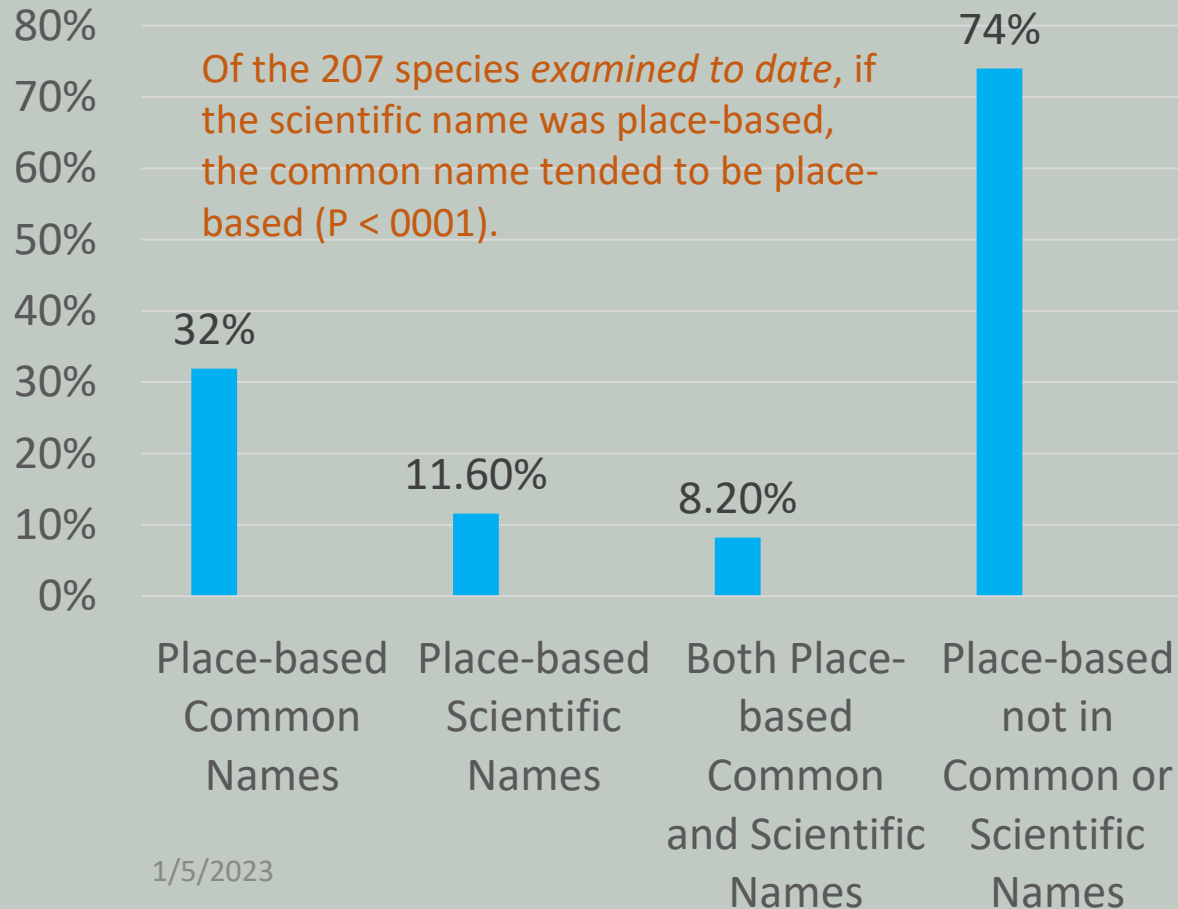 80%
70%
60%
50%
40%
30%
20%
10%
0%
Of the 207 species examined to date, if
the scientific name was place-based,
the common name tended to be place-
based (P < 0001).
32%
11.60%
8.20%
74%
Place-based
Common
Names
Place-based
Scientific
Names
Both Place-
based
Common
and Scientific
Names
Place-based
not in
Common or
Scientific
Names
1/5/2023